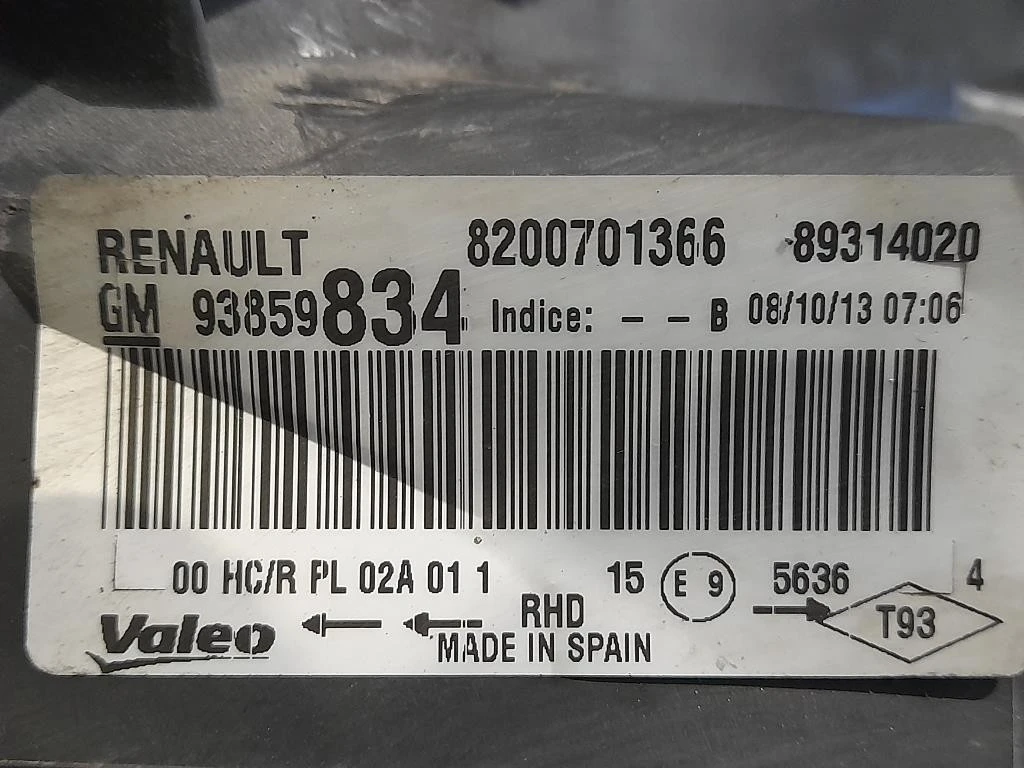 RENAULT 8200701366 89314020
GM 93859834 Indice: - - B 08/10/13 07:06
00 HC/R PL 02A 01 1 15 E 9 5636 4
Valeo RHD T93
MADE IN SPAIN